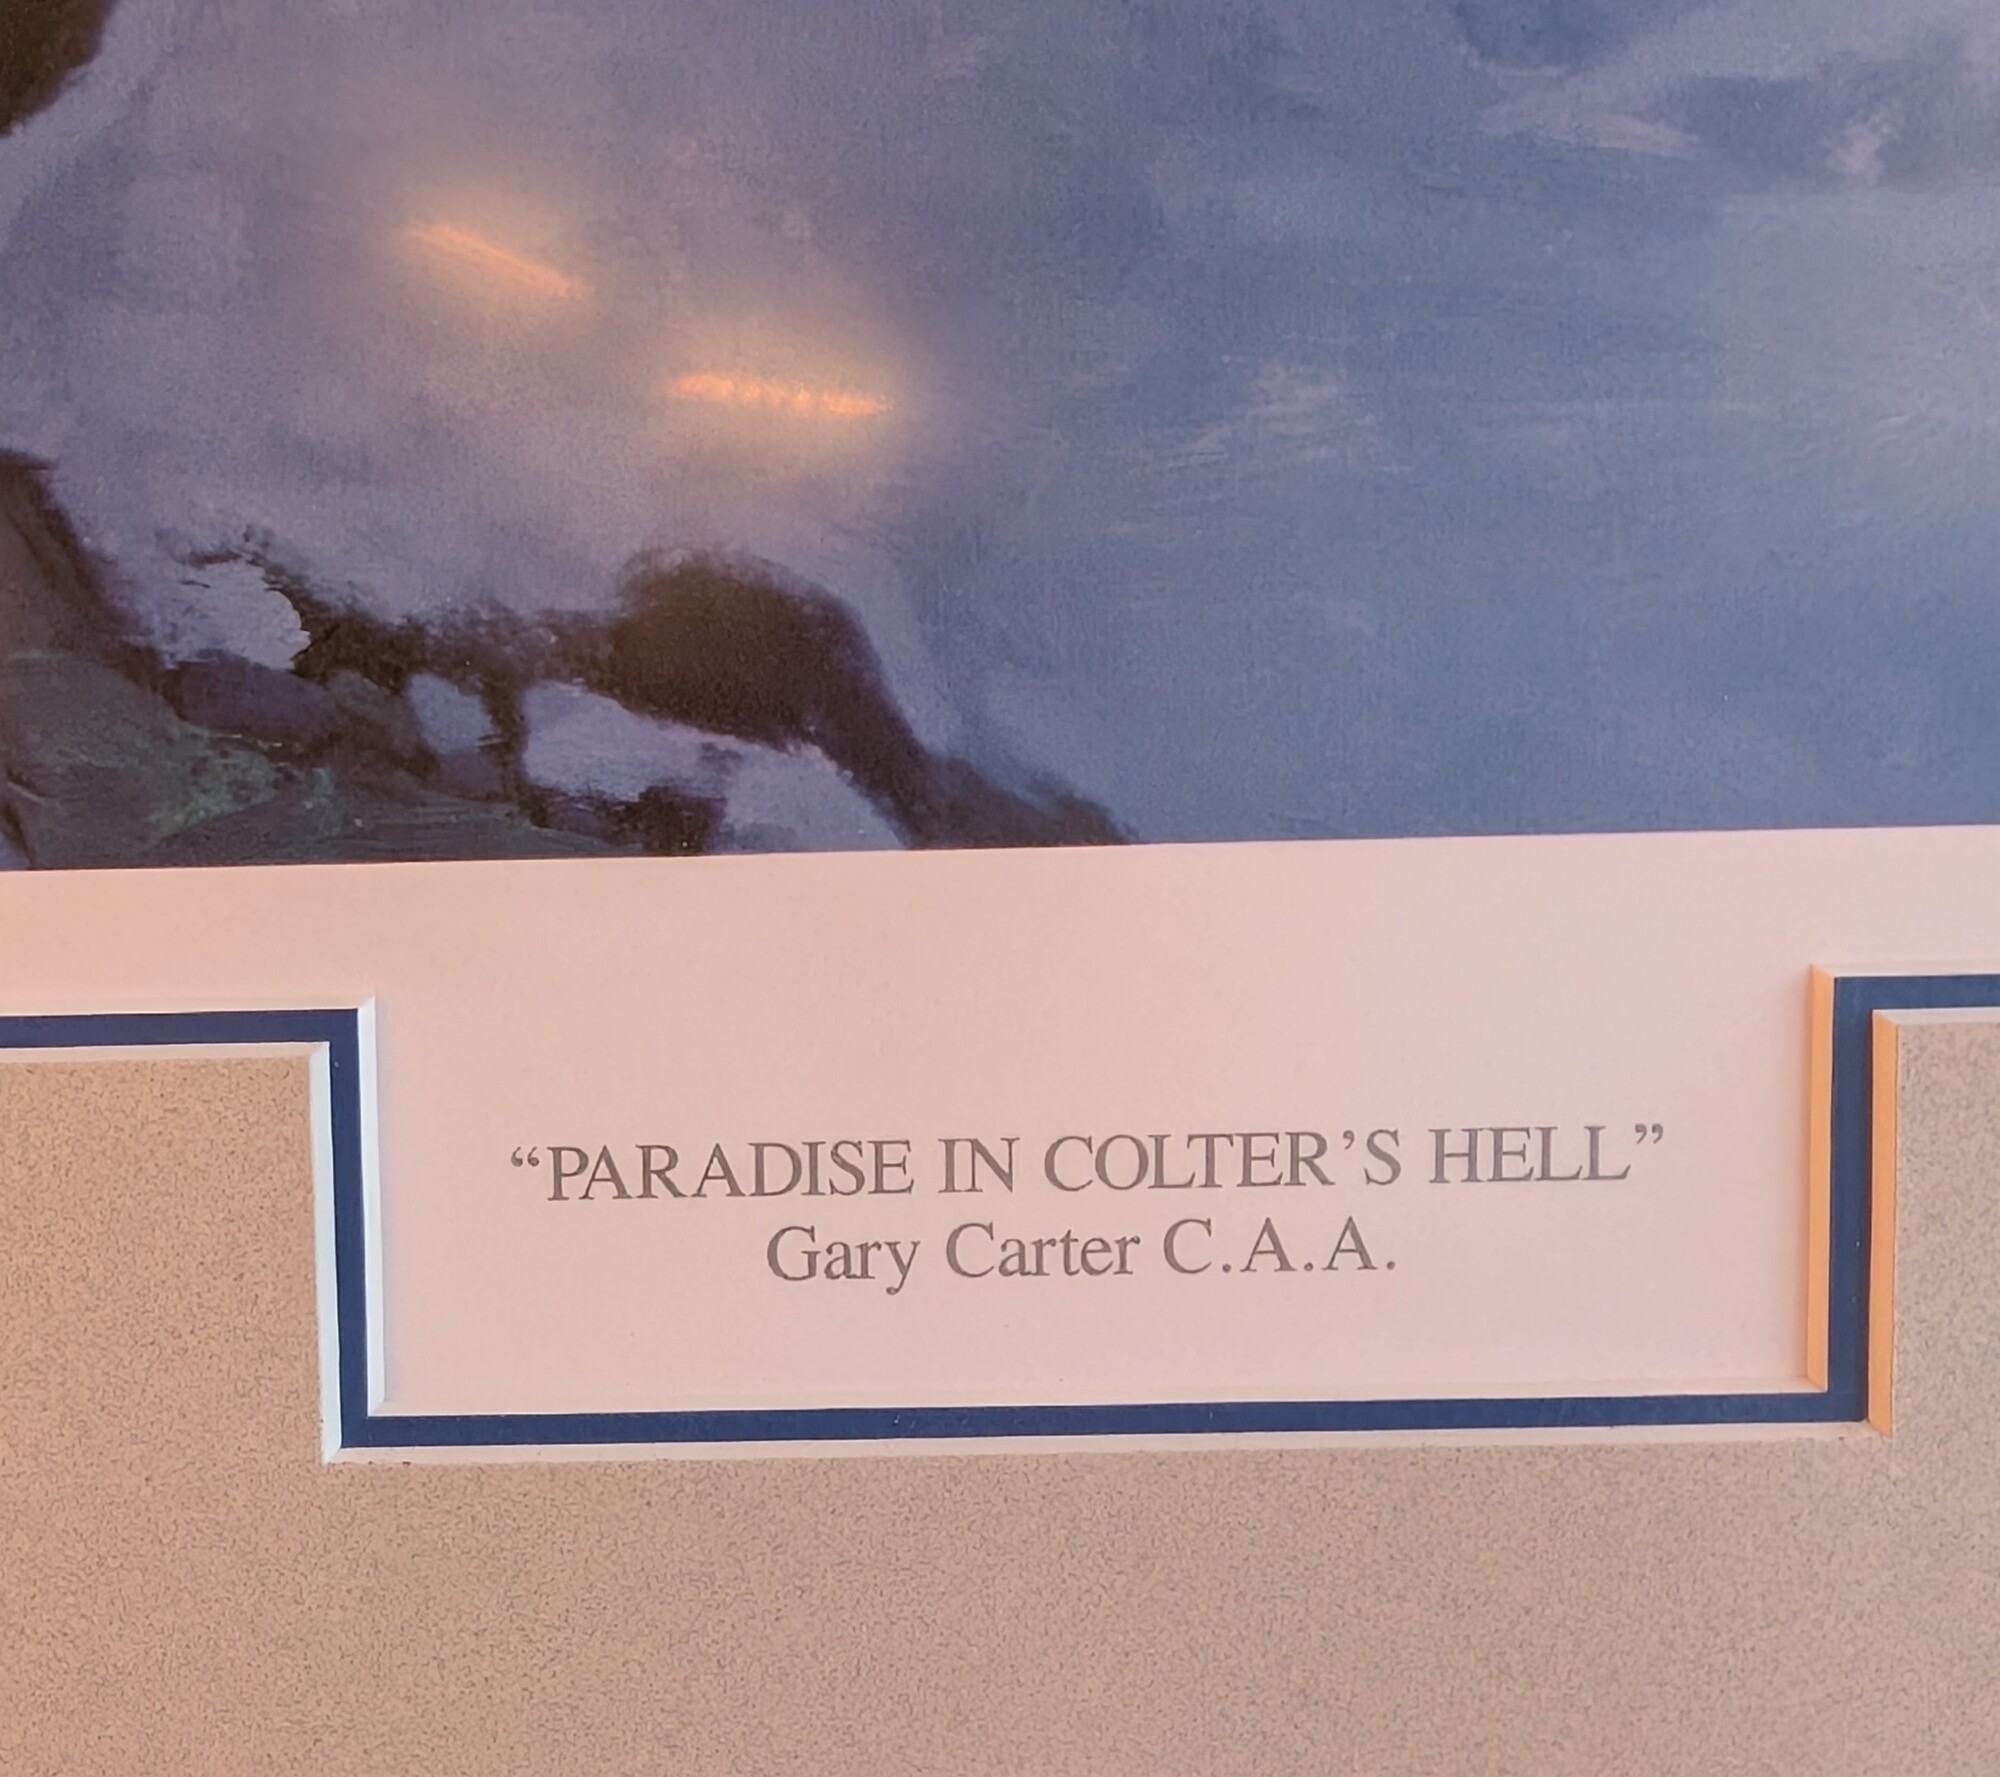 “PARADISE IN COLTER’S HELL”
Gary Carter C.A.A.